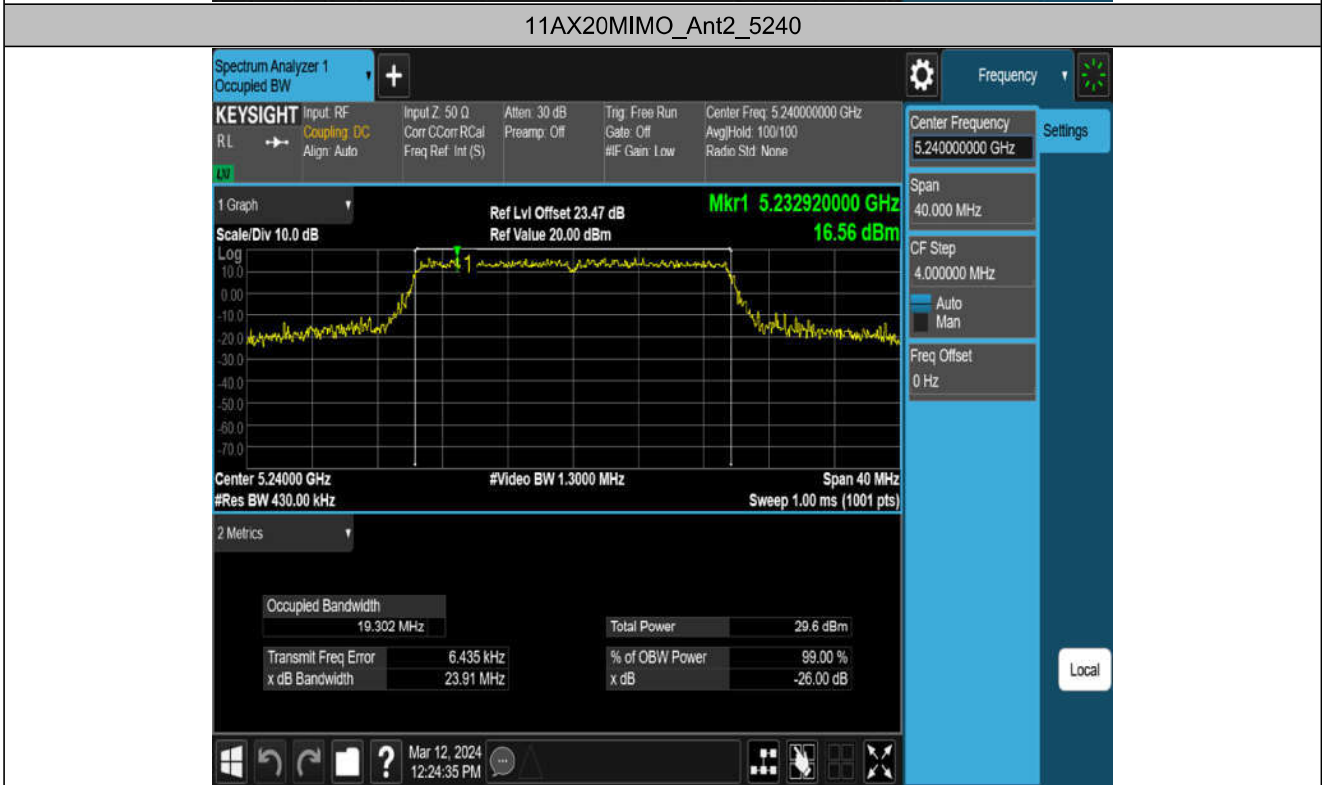 11AX20MIMO_Ant2_5240
Spectrum Analyzer 1
Occupied BW
+
Frequency
KEYSIGHT
RL
LXI
Input: RF
Coupling: DC
Align: Auto
Input Z: 50 Ω
Corr CCorr RCal
Freq Ref: Int (S)
Atten: 30 dB
Preamp: Off
Trig: Free Run
Gate: Off
#IF Gain: Low
Center Freq: 5.240000000 GHz
Avg|Hold: 100/100
Radio Std: None
Center Frequency
5.240000000 GHz
Settings
Span
40.000 MHz
CF Step
4.000000 MHz
Auto
Man
Freq Offset
0 Hz
Local
1 Graph
Scale/Div 10.0 dB
Ref Lvl Offset 23.47 dB
Ref Value 20.00 dBm
Mkr1 5.232920000 GHz
16.56 dBm
Log
10.0
0.00
-10.0
-20.0
-30.0
-40.0
-50.0
-60.0
-70.0
1
Center 5.24000 GHz
#Res BW 430.00 kHz
#Video BW 1.3000 MHz
Span 40 MHz
Sweep 1.00 ms (1001 pts)
2 Metrics
Occupied Bandwidth
19.302 MHz
Total Power 29.6 dBm
Transmit Freq Error 6.435 kHz
% of OBW Power 99.00 %
x dB Bandwidth 23.91 MHz
x dB -26.00 dB
?
Mar 12, 2024
12:24:35 PM